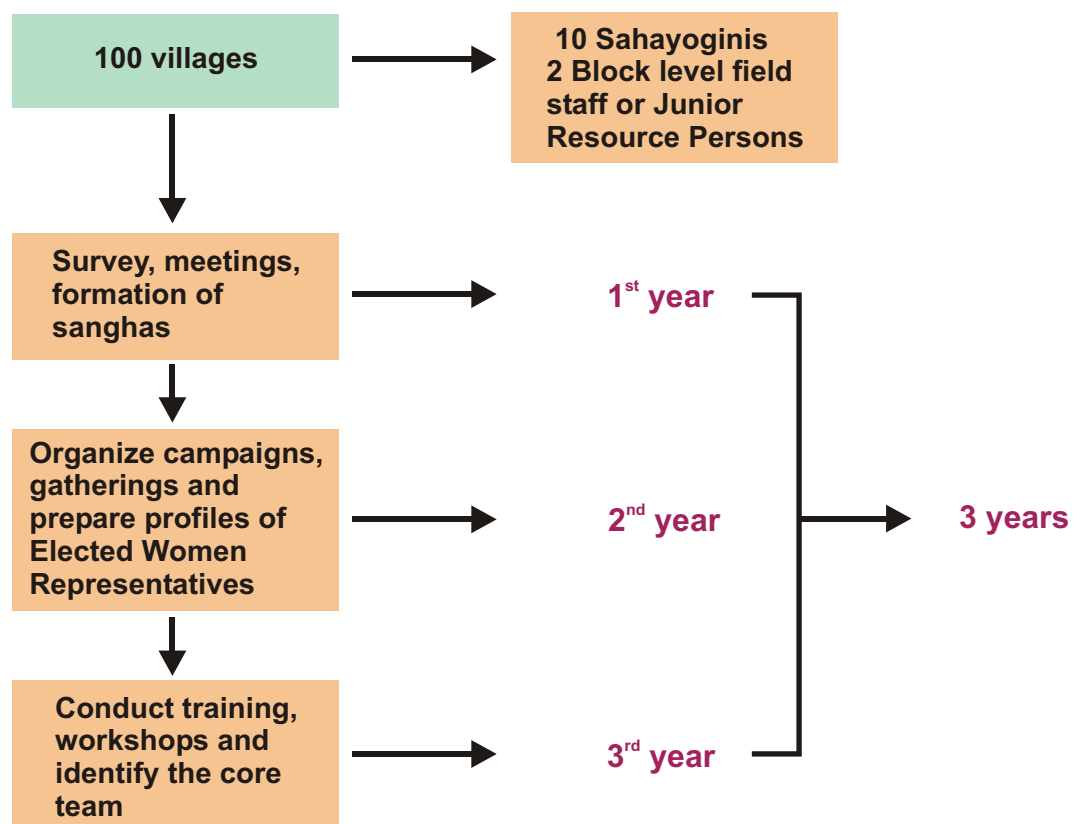 100 villages
10 Sahayoginis
2 Block level field
staff or Junior
Resource Persons
Survey, meetings,
formation of
sanghas
1st year
Organize campaigns,
gatherings and
prepare profiles of
Elected Women
Representatives
2nd year
3 years
Conduct training,
workshops and
identify the core
team
3rd year